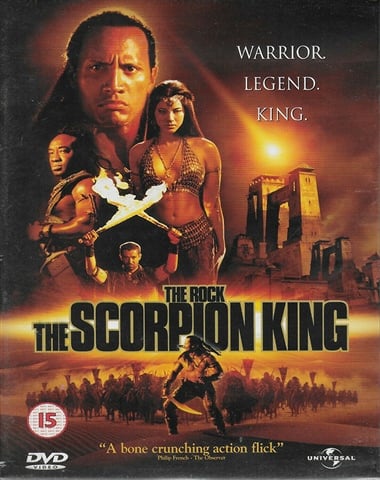 WARRIOR.
LEGEND.
KING.
THE ROCK
THE SCORPION KING
15
"A bone crunching action flick"
Philip French - The Observer
DVD
VIDEO
UNIVERSAL